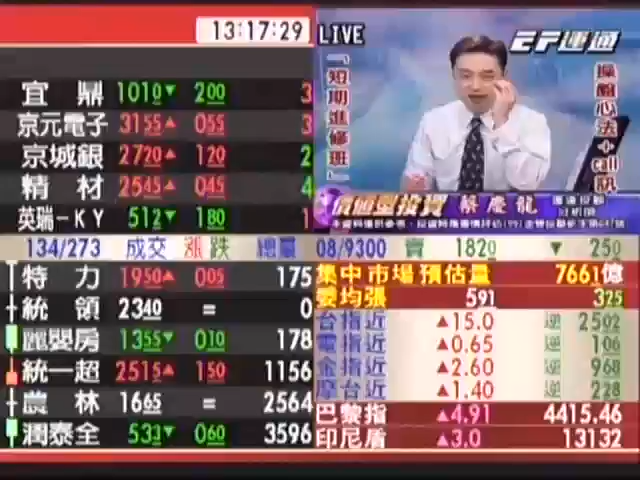 13:17:29
宜鼎 1010▼ 200 3
京元電子 3155▲ 055 3
京城銀 2720▲ 120 2
精材 2545▲ 045 4
英瑞-KY 512▼ 180 1
LIVE
EF運通
「短期進修班」
操盤心法+call訣
價值型投資 蔡慶龍
134/273 成交 漲跌 總量
08/9300 賣 1820 ▼ 250
特力 1950▲ 005 175
統領 2340 = 0
麗嬰房 1355▼ 010 178
統一超 2515▲ 150 1156
農林 1665 = 2564
潤泰全 533▼ 060 3596
集中市場預估量 7661億
委均張 591 325
台指近 ▲15.0 逆 2502
電指近 ▲0.65 逆 106
金指近 ▲2.60 逆 968
摩台近 ▲1.40 逆 228
巴黎指 ▲4.91 4415.46
印尼盾 ▲3.0 13132